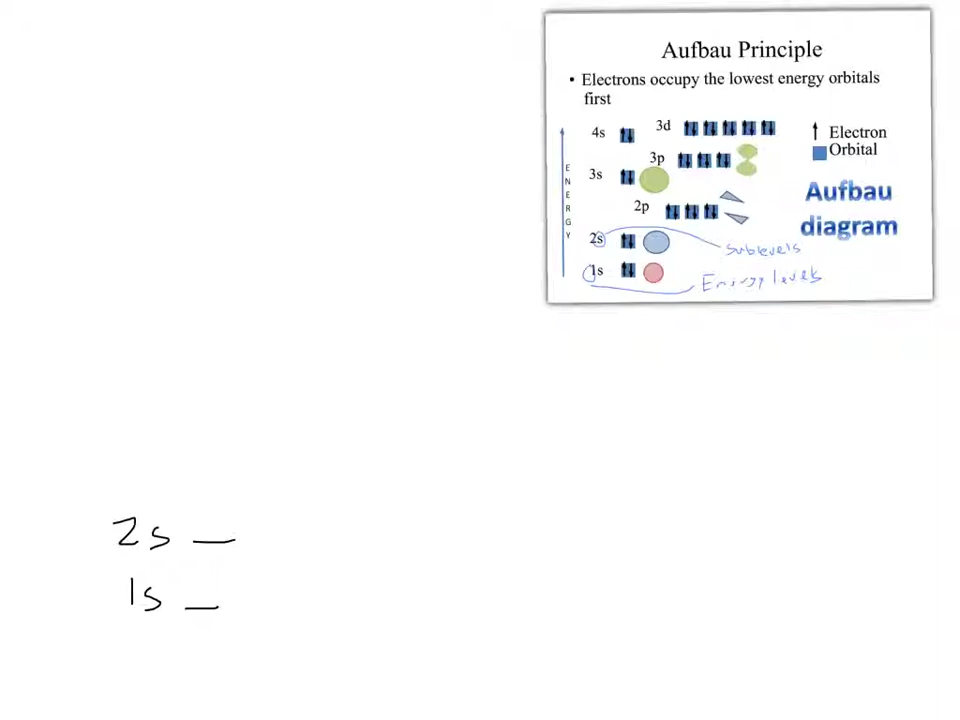 Aufbau Principle
• Electrons occupy the lowest energy orbitals
first
4s
3d
Electron
Orbital
3p
3s
ENERGY
Aufbau
diagram
2p
2s
sublevels
1s
Energy levels
2s
1s